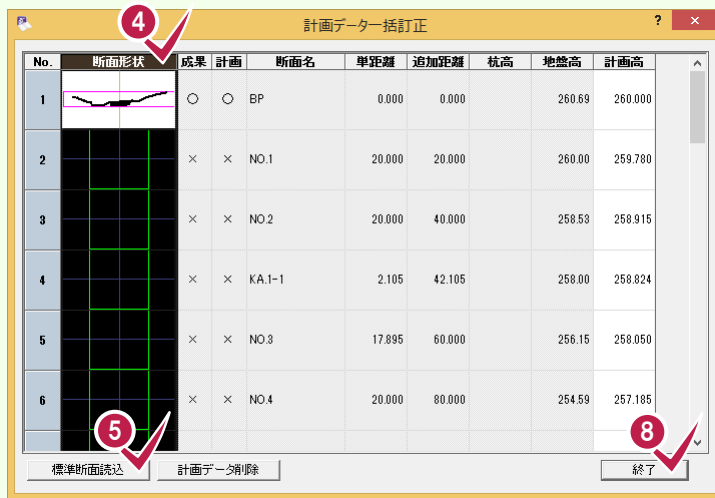 4
計画データ一括訂正 ? ×
No. 断面形状 成果 計画 断面名 単距離 追加距離 杭高 地盤高 計画高
1 ○ ○ BP 0.000 0.000 260.69 260.000
2 × × NO.1 20.000 20.000 260.00 259.780
3 × × NO.2 20.000 40.000 258.53 258.915
4 × × KA.1-1 2.105 42.105 258.00 258.824
5 × × NO.3 17.895 60.000 256.15 258.050
6 × × NO.4 20.000 80.000 254.59 257.185
5 8
標準断面読込 計画データ削除 終了